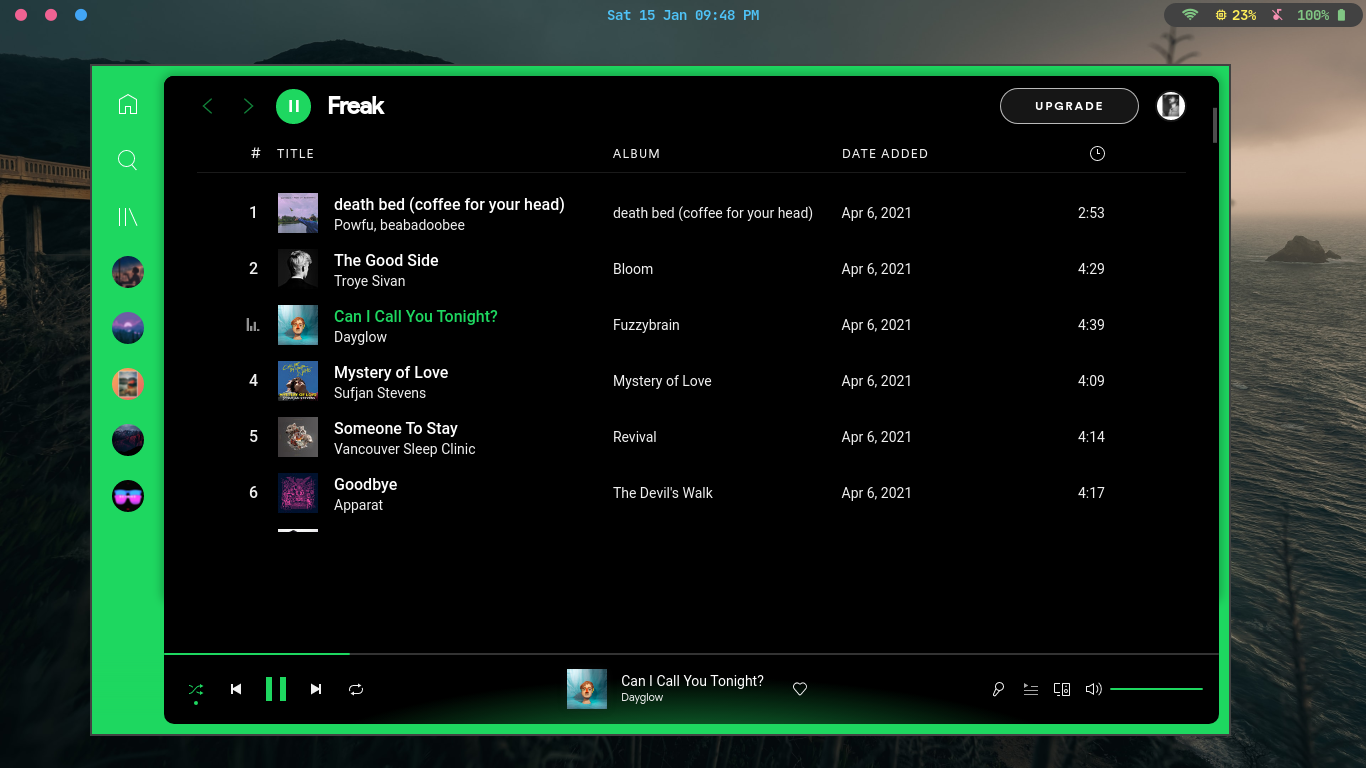 Sat 15 Jan 09:48 PM
23%
100%
Freak
UPGRADE
# TITLE ALBUM DATE ADDED
1 death bed (coffee for your head) death bed (coffee for your head) Apr 6, 2021 2:53
Powfu, beabadoobee
2 The Good Side Bloom Apr 6, 2021 4:29
Troye Sivan
Can I Call You Tonight? Fuzzybrain Apr 6, 2021 4:39
Dayglow
4 Mystery of Love Mystery of Love Apr 6, 2021 4:09
Sufjan Stevens
5 Someone To Stay Revival Apr 6, 2021 4:14
Vancouver Sleep Clinic
6 Goodbye The Devil's Walk Apr 6, 2021 4:17
Apparat
Can I Call You Tonight?
Dayglow